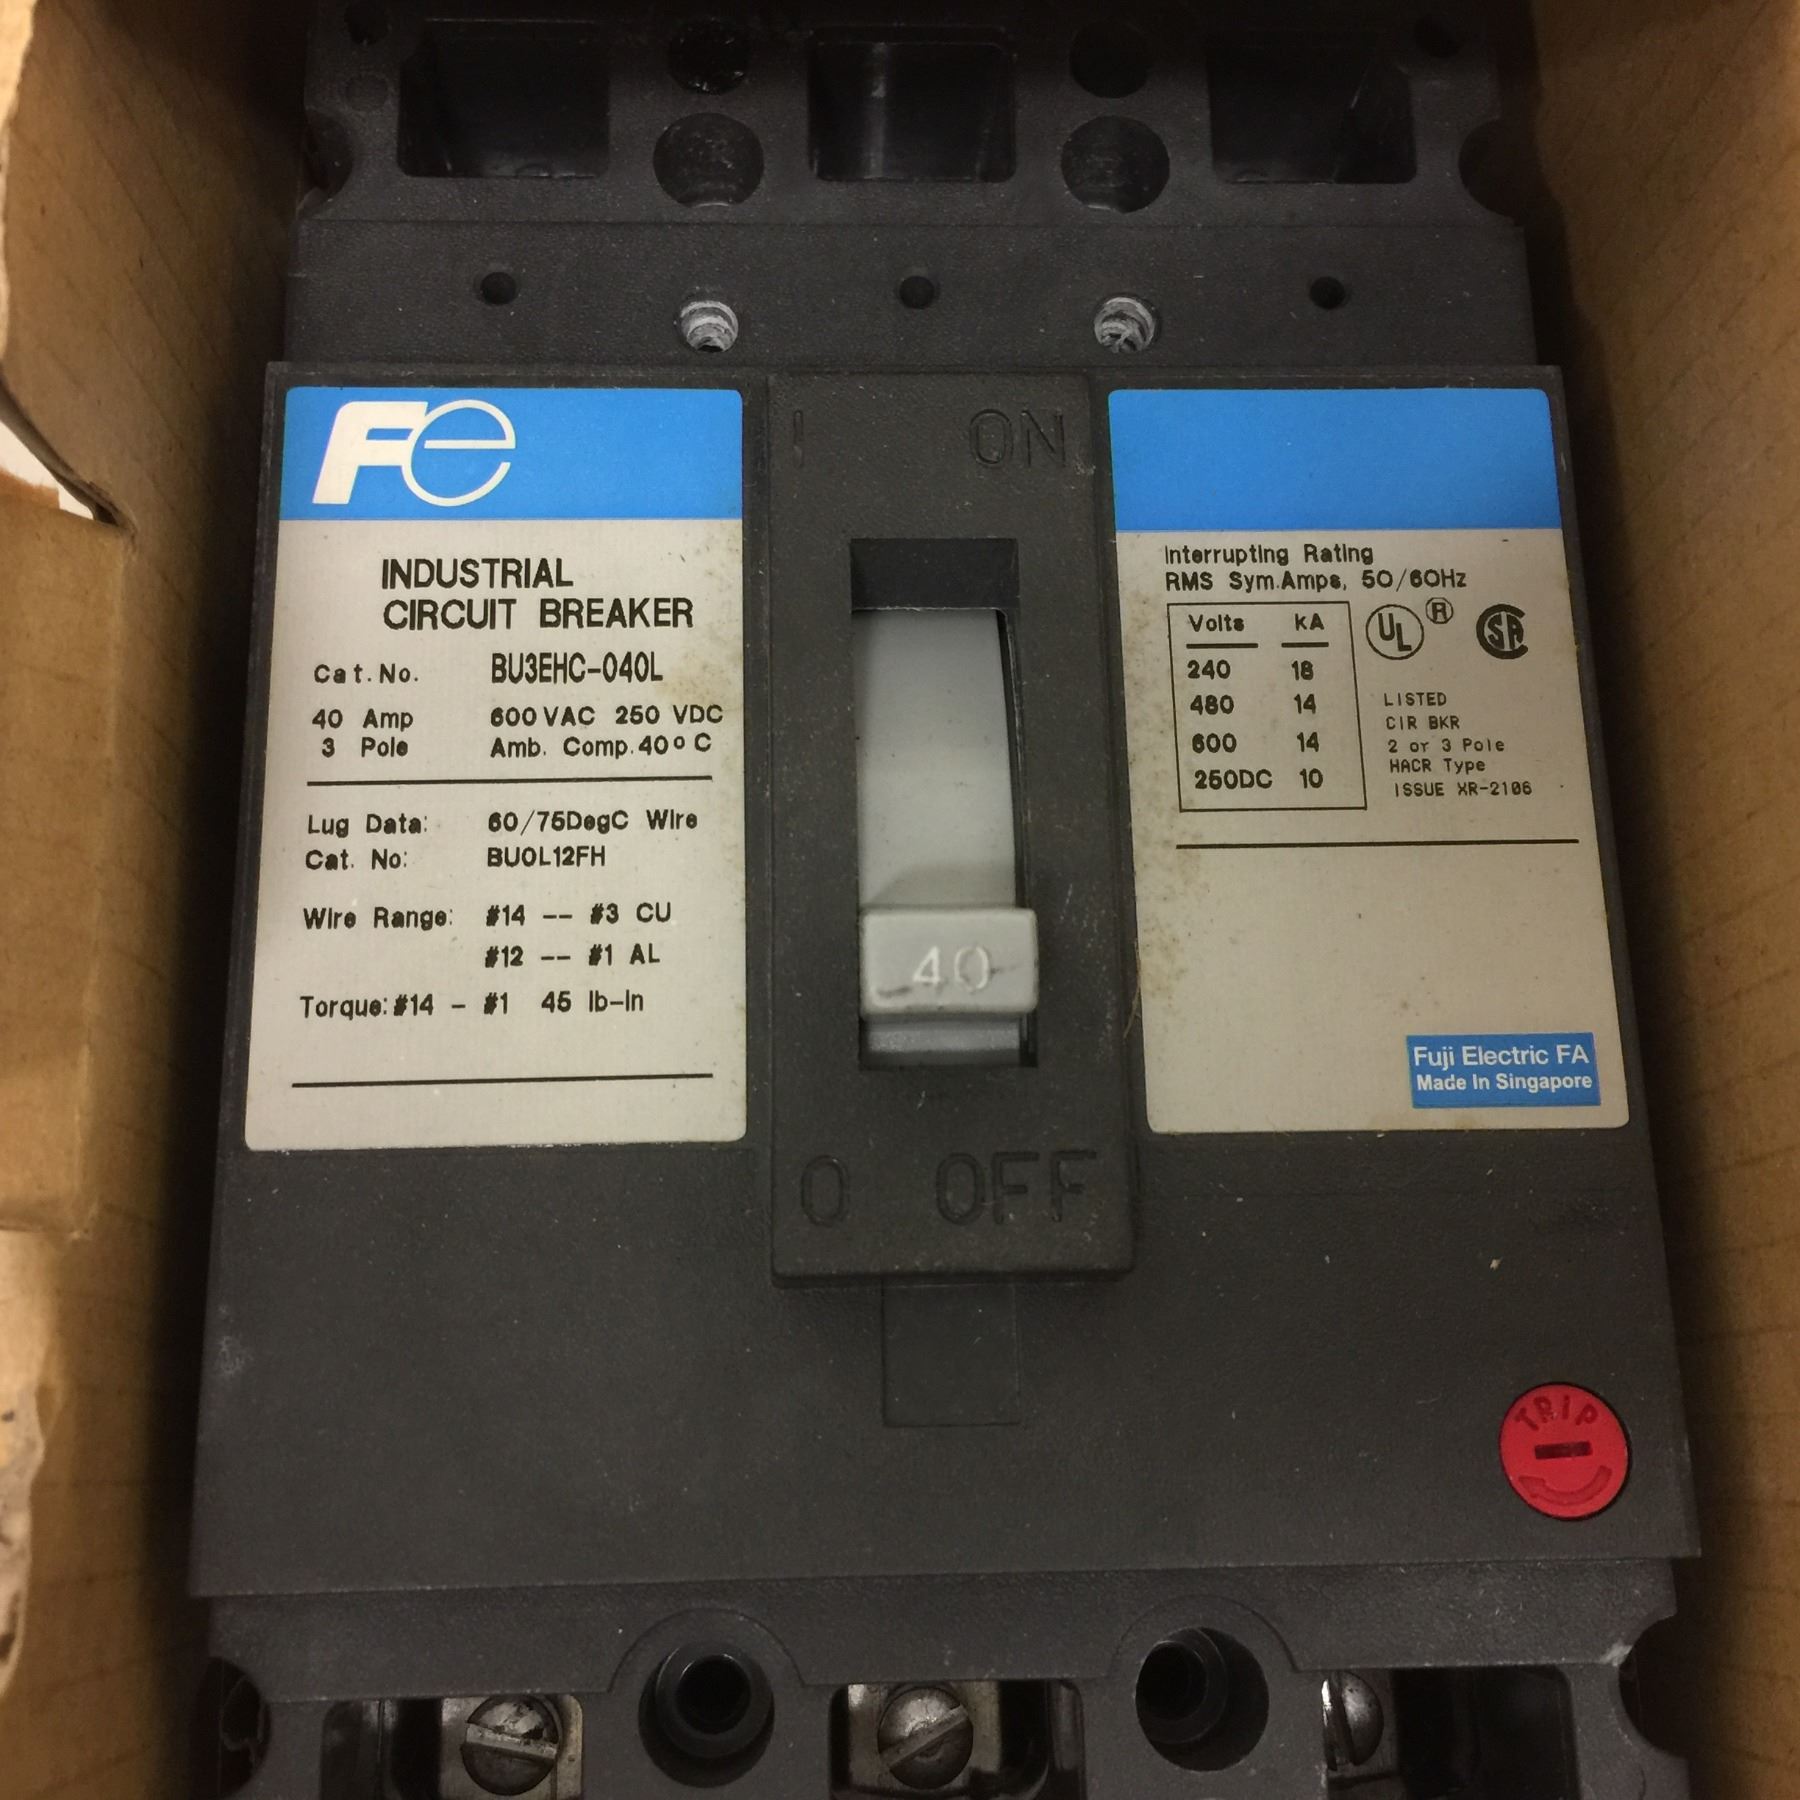 Fe
INDUSTRIAL
CIRCUIT BREAKER
Cat.No. BU3EHC-040L
40 Amp 600 VAC 250 VDC
3 Pole Amb. Comp. 40° C
Lug Data: 60/75DegC Wire
Cat. No: BU0L12FH
Wire Range: #14 -- #3 CU
#12 -- #1 AL
Torque: #14 - #1 45 lb-in
I ON
40
O OFF
Interrupting Rating
RMS Sym.Amps, 50/60Hz
Volts kA
240 18
480 14
600 14
250DC 10
UL ®
CSA
LISTED
CIR BKR
2 or 3 Pole
HACR Type
ISSUE XR-2106
Fuji Electric FA
Made In Singapore
TRIP